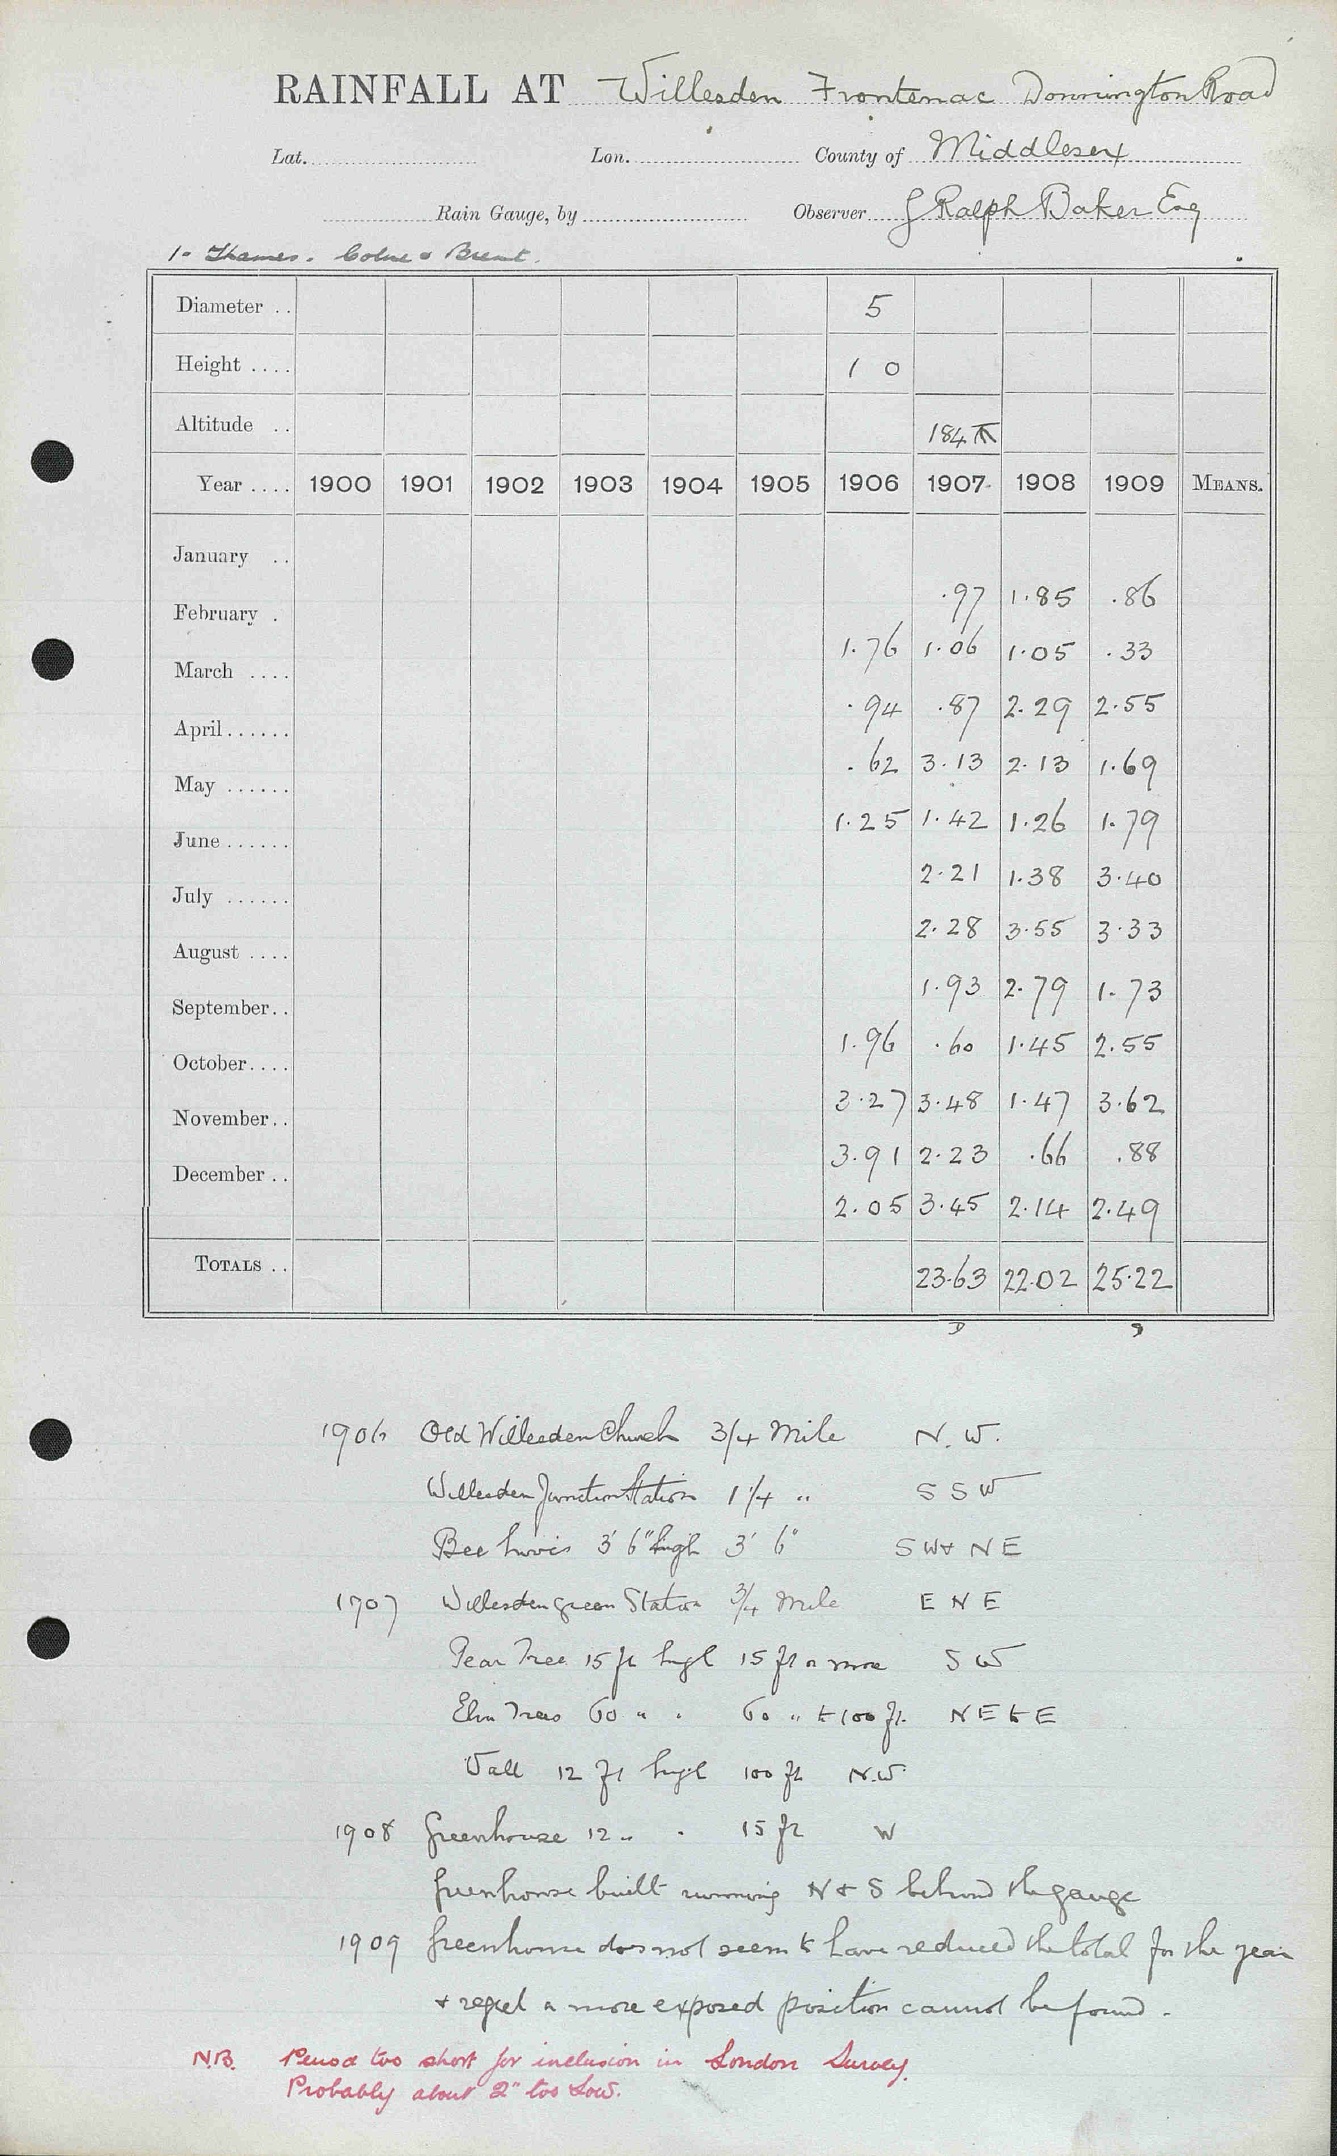 RAINFALL AT Willesden Frontenac Donnington Road
Lat. Lon. County of Middlesex
Rain Gauge, by Observer J Ralph Baker Esq
1. Thames. Colne & Brent.
Diameter .. 5
Height .... 1 0
Altitude .. 184
Year .... 1900 1901 1902 1903 1904 1905 1906 1907 1908 1909 MEANS.
January .. .97 1.85 .86
February . 1.76 1.06 1.05 .33
March .... .94 .87 2.29 2.55
April...... .62 3.13 2.13 1.69
May ...... 1.25 1.42 1.26 1.79
June...... 2.21 1.38 3.40
July ...... 2.28 3.55 3.33
August .... 1.93 2.79 1.73
September.. 1.96 .60 1.45 2.55
October.... 3.27 3.48 1.47 3.62
November.. 3.91 2.23 .66 .88
December .. 2.05 3.45 2.14 2.49
TOTALS .. 23.63 22.02 25.22
1906 Old Willesden Church 3/4 Mile N. W.
Willesden Junction Station 1 1/4 " S S W
Bee hives 3' 6" high 3' 6" SW & N E
1907 Willesden green Station 3/4 Mile E N E
Pear Tree 15 ft high 15 ft or more S W
Elm Trees 60 " " 60 " to 100 ft. N E to E
Wall 12 ft high 100 ft N.W.
1908 Greenhouse 12 " " 15 ft W
greenhouse built running N & S behind the gauge
1909 greenhouse does not seem to have reduced the total for the year
& regret a more exposed position cannot be found.
N.B. Period too short for inclusion in London Survey.
Probably about 2" too low.